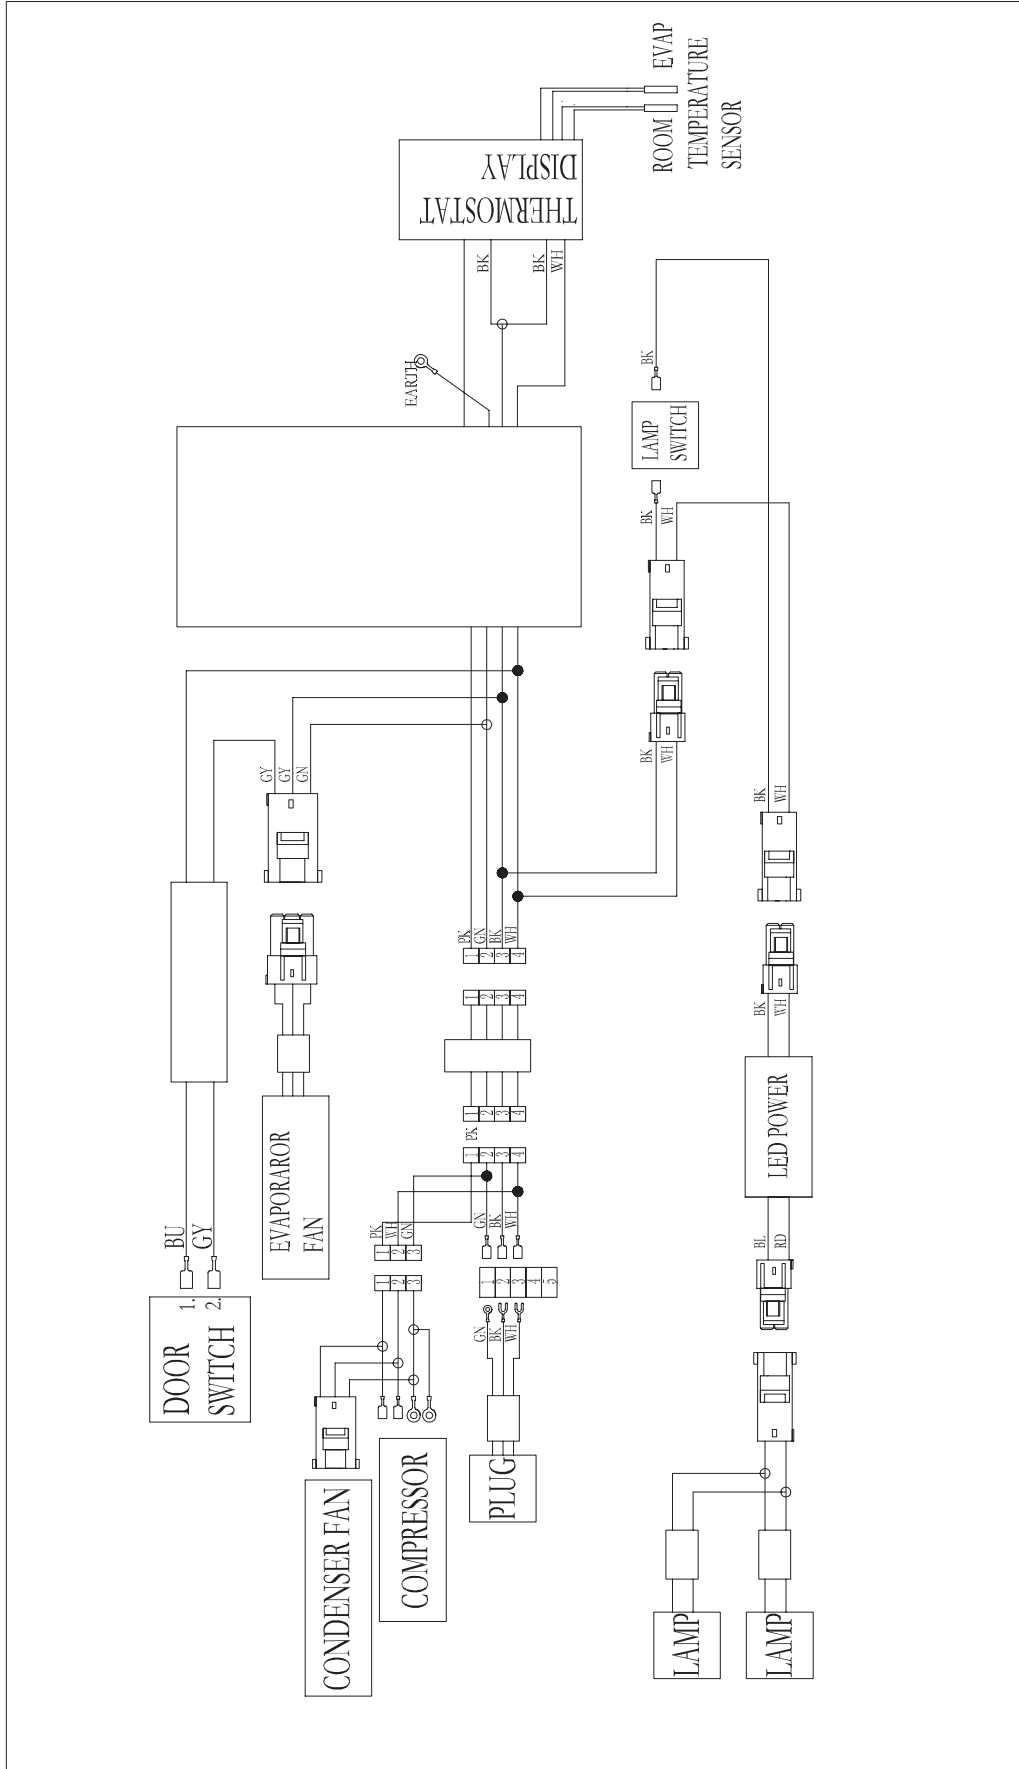 EVAP
ROOM
TEMPERATURE
SENSOR
THERMOSTAT
DISPLAY
BK
BK
WH
EARTH
BK
LAMP
SWITCH
BK
WH
BK
WH
GY
GY
GN
BK
WH
PK
GN
BK
WH
1
2
3
4
1
2
3
4
BK
WH
1
2
3
4
PK
1
2
3
4
EVAPORAROR
FAN
LED POWER
BU
GY
PK
WH
GN
GN
BK
WH
BL
RD
1
2
3
1
2
3
1
2
3
4
5
DOOR
SWITCH
1.
2.
GN
BK
WH
CONDENSER FAN
COMPRESSOR
PLUG
LAMP
LAMP